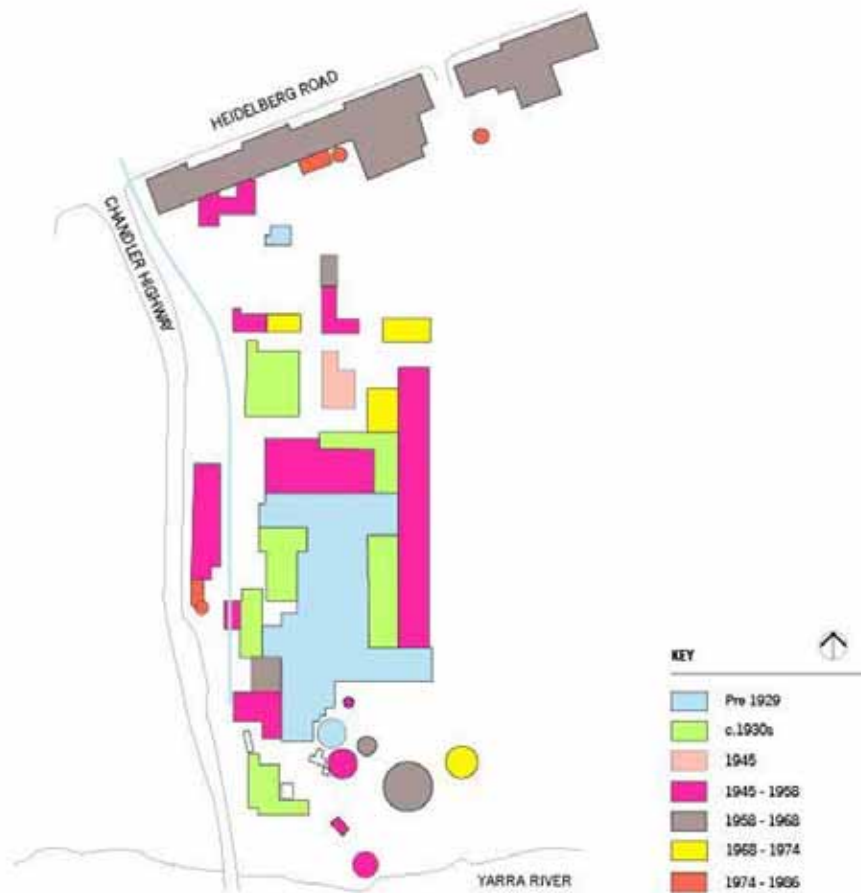 HEIDELBERG ROAD
CHANDLER HIGHWAY
KEY
Pre 1929
c.1930s
1945
1945 - 1958
1958 - 1968
1968 - 1974
1974 - 1986
YARRA RIVER